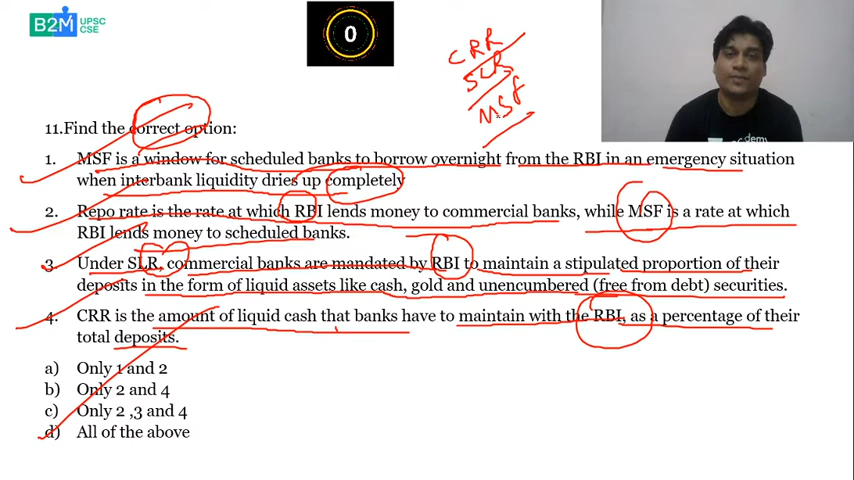 B2M UPSC
CSE
0
CRR
SLR
MSF
demy
11.Find the correct option:
1. MSF is a window for scheduled banks to borrow overnight from the RBI in an emergency situation
when interbank liquidity dries up completely
2. Repo rate is the rate at which RBI lends money to commercial banks, while MSF is a rate at which
RBI lends money to scheduled banks.
3. Under SLR, commercial banks are mandated by RBI to maintain a stipulated proportion of their
deposits in the form of liquid assets like cash, gold and unencumbered (free from debt) securities.
4. CRR is the amount of liquid cash that banks have to maintain with the RBI, as a percentage of their
total deposits.
a) Only 1 and 2
b) Only 2 and 4
c) Only 2 ,3 and 4
d) All of the above